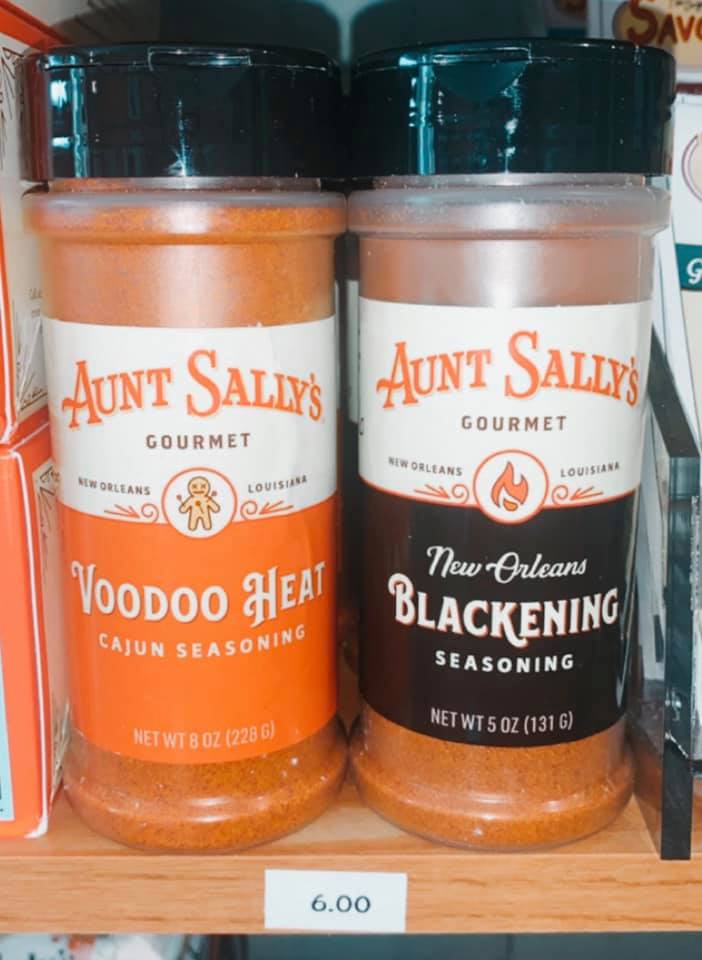 AUNT SALLY'S
GOURMET
NEW ORLEANS LOUISIANA
VOODOO HEAT
CAJUN SEASONING
NET WT 8 OZ (228 G)
AUNT SALLY'S
GOURMET
NEW ORLEANS LOUISIANA
New Orleans
BLACKENING
SEASONING
NET WT 5 OZ (131 G)
6.00